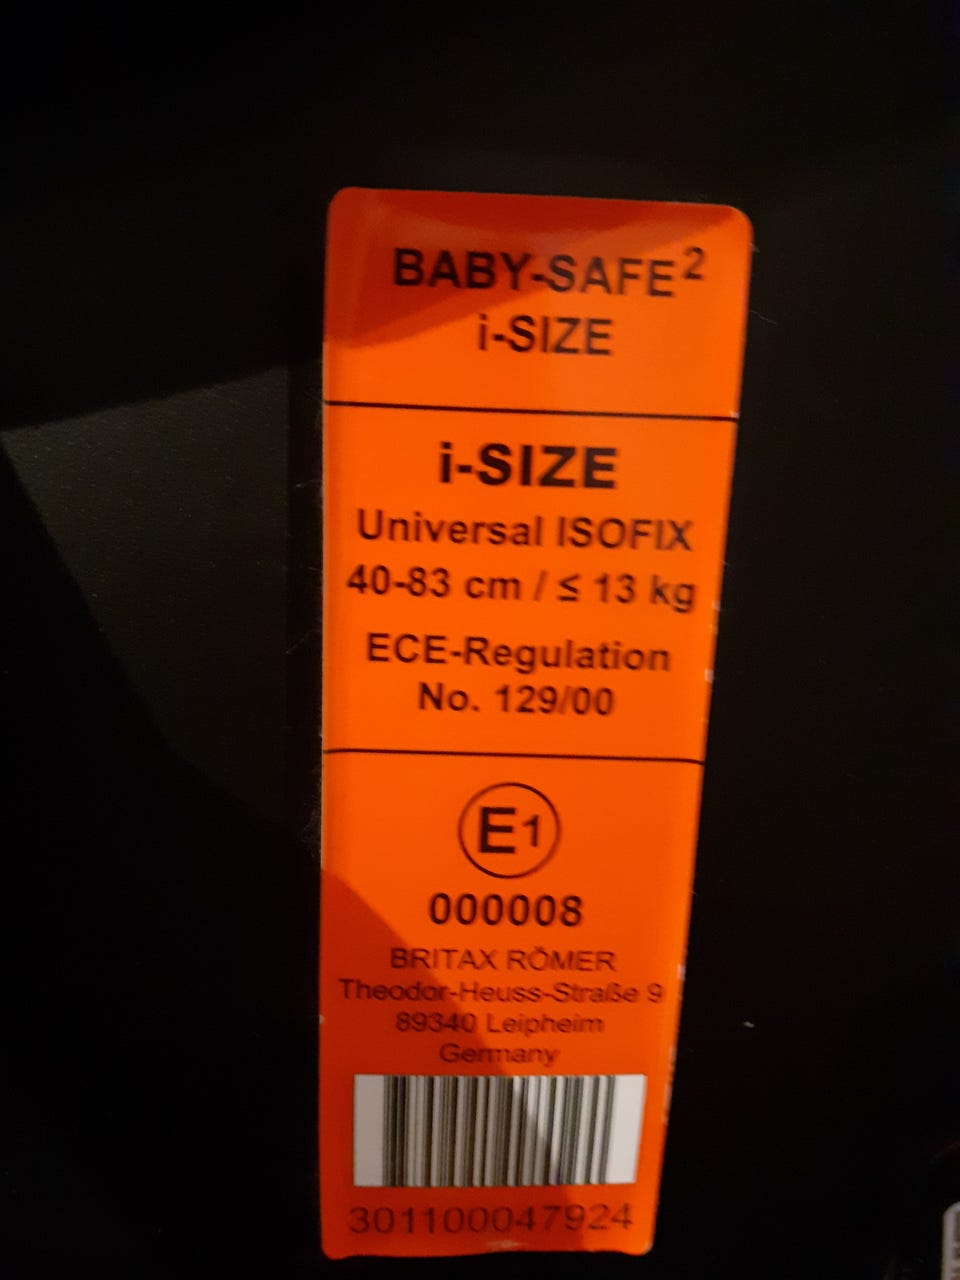 BABY-SAFE²
i-SIZE
i-SIZE
Universal ISOFIX
40-83 cm / ≤ 13 kg
ECE-Regulation
No. 129/00
E1
000008
BRITAX RÖMER
Theodor-Heuss-Straße 9
89340 Leipheim
Germany
301100047924